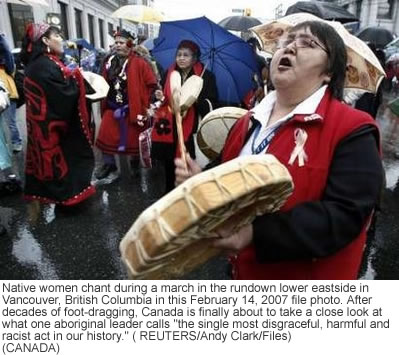 Native women chant during a march in the rundown lower eastside in
Vancouver, British Columbia in this February 14, 2007 file photo. After
decades of foot-dragging, Canada is finally about to take a close look at
what one aboriginal leader calls "the single most disgraceful, harmful and
racist act in our history." ( REUTERS/Andy Clark/Files)
(CANADA)